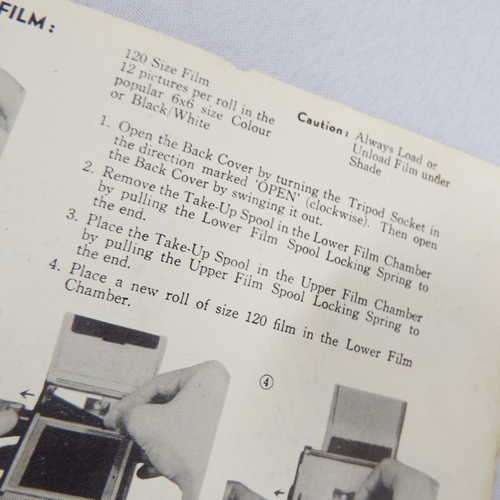 FILM:
120 Size Film
12 pictures per roll in the
popular 6x6 size Colour
or Black/White
Caution: Always Load or
Unload Film under
Shade
1. Open the Back Cover by turning the Tripod Socket in
the direction marked 'OPEN' (clockwise). Then open
the Back Cover by swinging it out.
2. Remove the Take-Up Spool in the Lower Film Chamber
by pulling the Lower Film Spool Locking Spring to
the end.
3. Place the Take-Up Spool in the Upper Film Chamber
by pulling the Upper Film Spool Locking Spring to
the end.
4. Place a new roll of size 120 film in the Lower Film
Chamber.
4